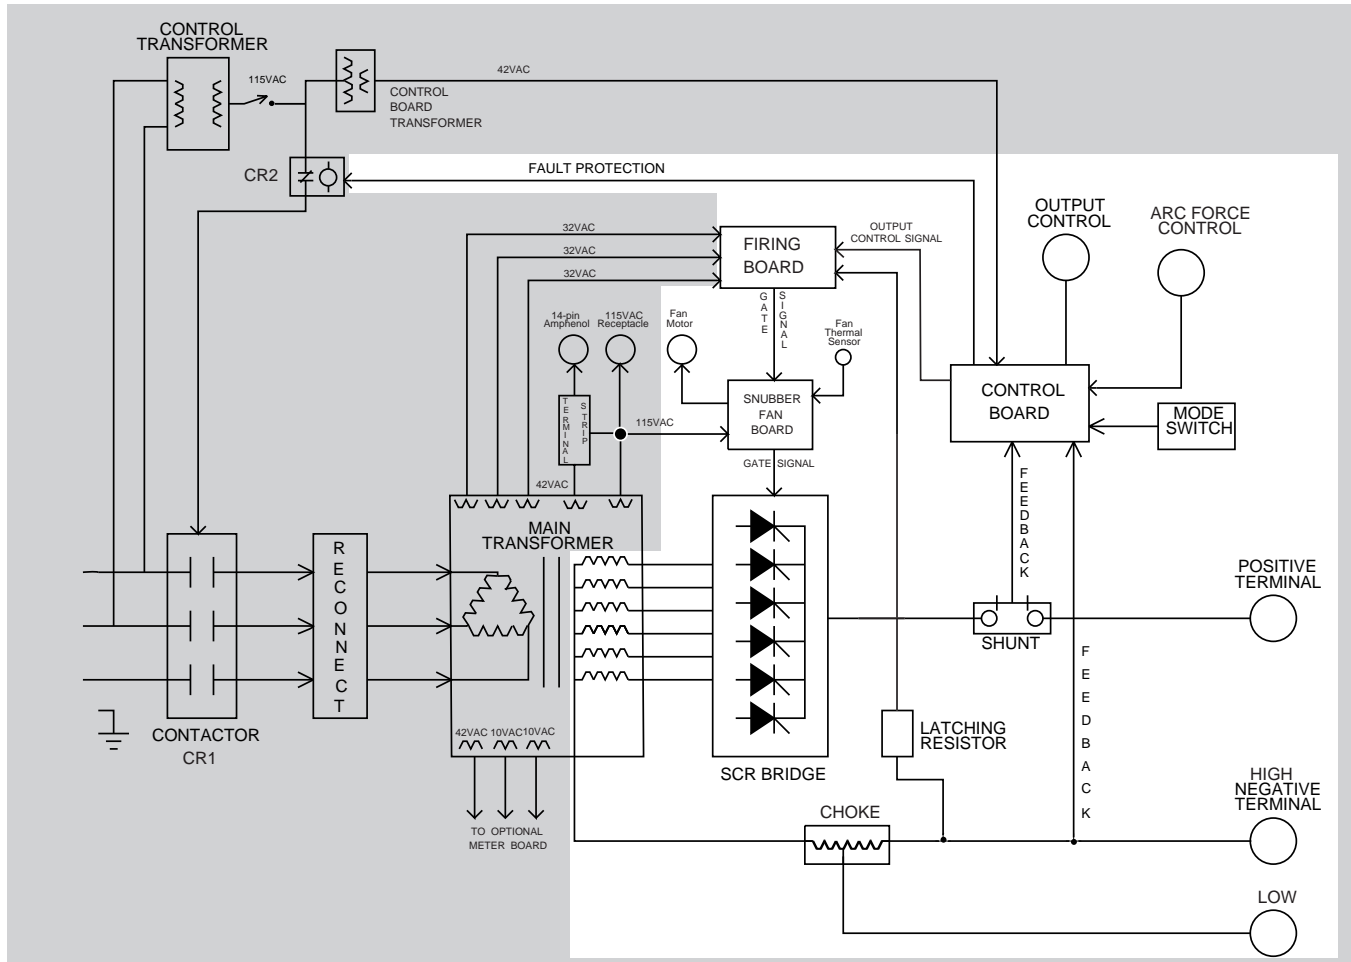 CONTROL
TRANSFORMER
115VAC
42VAC
CONTROL
BOARD
TRANSFORMER
CR2
FAULT PROTECTION
32VAC
32VAC
32VAC
FIRING
BOARD
OUTPUT
CONTROL SIGNAL
OUTPUT
CONTROL
ARC FORCE
CONTROL
GATE
SIGNAL
14-pin
Amphenol
115VAC
Receptacle
Fan
Motor
Fan
Thermal
Sensor
TERMINAL
STRIP
115VAC
SNUBBER
FAN
BOARD
CONTROL
BOARD
MODE
SWITCH
42VAC
GATE SIGNAL
FEEDBACK
MAIN
TRANSFORMER
RECONNECT
POSITIVE
TERMINAL
SHUNT
FEEDBACK
CONTACTOR
CR1
42VAC 10VAC 10VAC
TO OPTIONAL
METER BOARD
SCR BRIDGE
LATCHING
RESISTOR
CHOKE
HIGH
NEGATIVE
TERMINAL
LOW